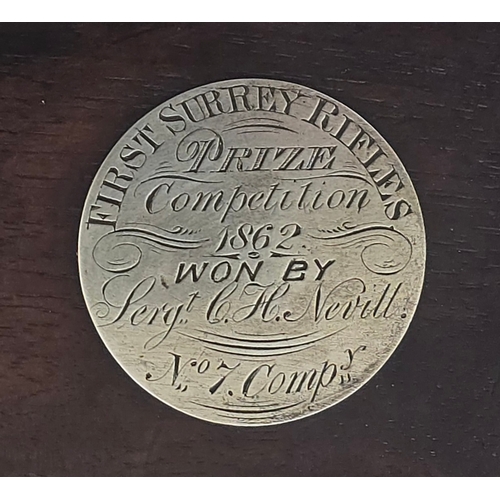 FIRST SURREY RIFLES,
PRIZE
Competition
1862.
WON BY
Sergt. C. H. Nevill.
No. 7. Compy.